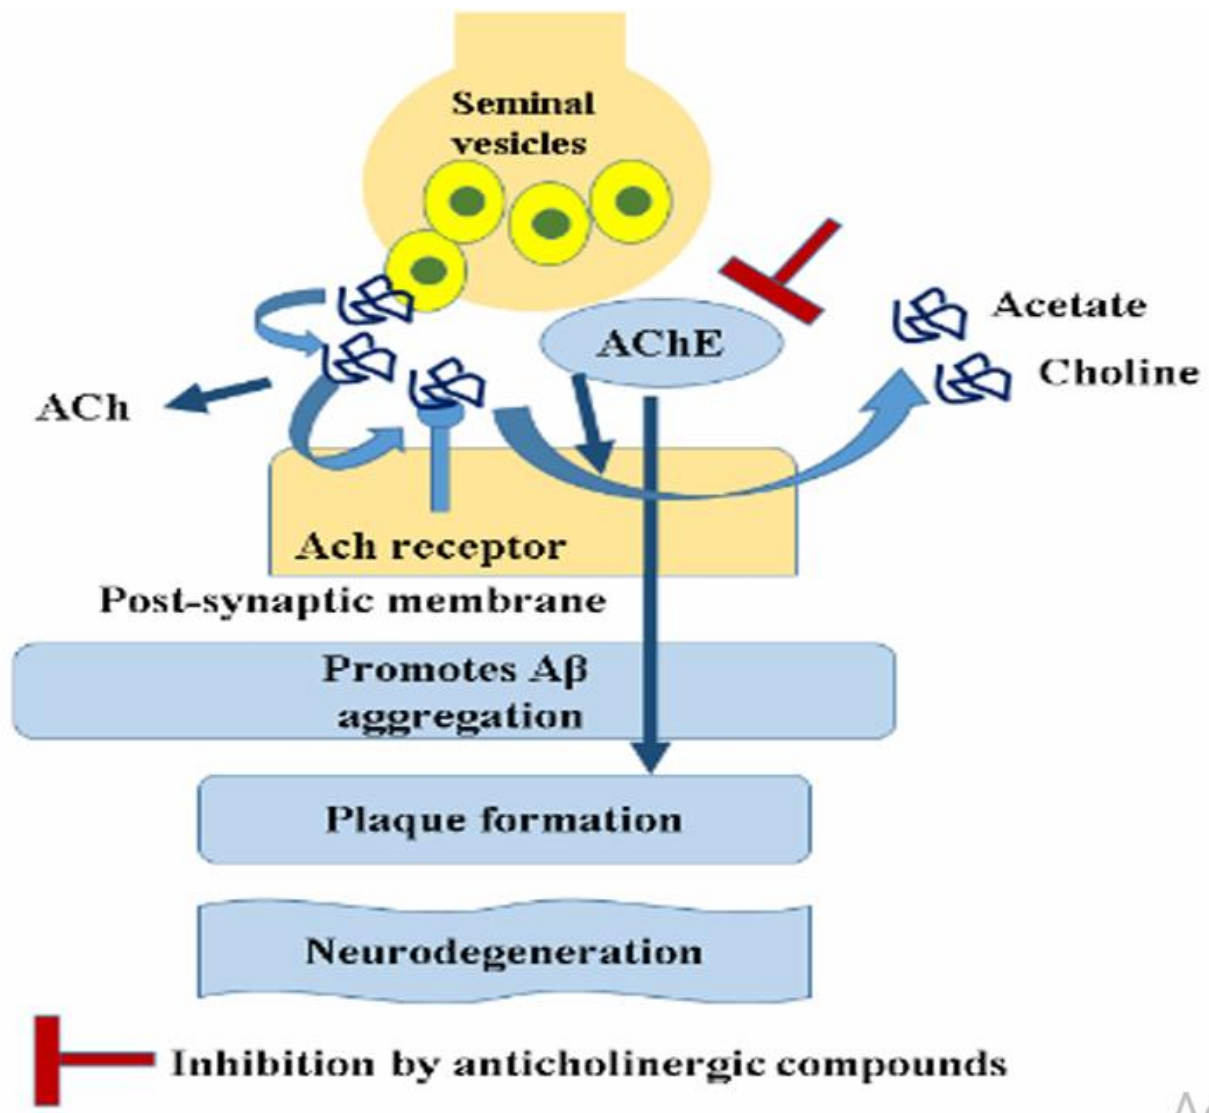 Seminal
vesicles
AChE
Acetate
Choline
ACh
Ach receptor
Post-synaptic membrane
Promotes Aβ
aggregation
Plaque formation
Neurodegeneration
Inhibition by anticholinergic compounds